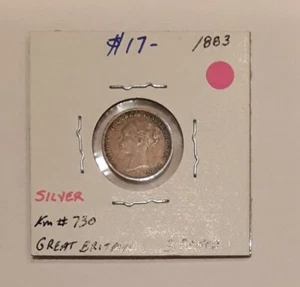 $17- 1883
SILVER
Km # 730
GREAT BRITAIN